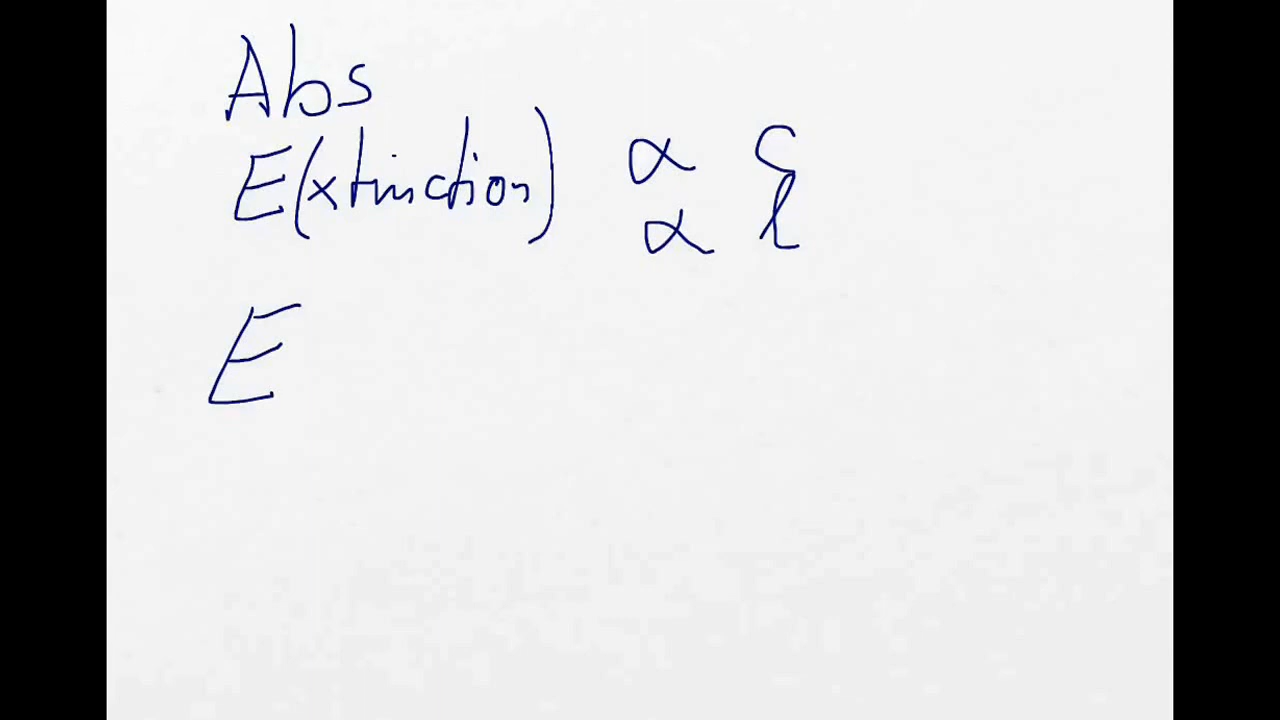 Abs
E(xtinction) α c
α l
E